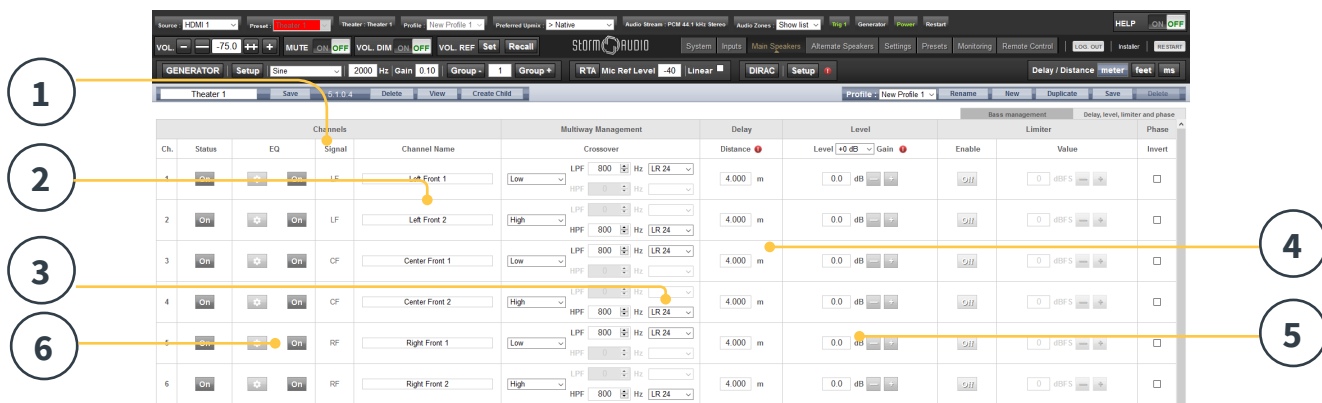 Source : HDMI 1 Preset : Theater 1 Theater : Theater 1 Profile : New Profile 1 Preferred Upmix : > Native Audio Stream : PCM 44.1 kHz Stereo Audio Zones : Show list Trig 1 Generator Power Restart HELP ON OFF
VOL. -75.0 MUTE ON OFF VOL. DIM ON OFF VOL. REF Set Recall STORMAUDIO System Inputs Main Speakers Alternate Speakers Settings Presets Monitoring Remote Control LOG. OUT Installer RESTART
GENERATOR Setup Sine 2000 Hz Gain 0.10 Group - 1 Group + RTA Mic Ref Level -40 Linear DIRAC Setup ! Delay / Distance meter feet ms
Theater 1 Save 5.1.0.4 Delete View Create Child Profile : New Profile 1 Rename New Duplicate Save Delete
Bass management Delay, level, limiter and phase
Channels Multiway Management Delay Level Limiter Phase
Ch. Status EQ Signal Channel Name Crossover Distance ! Level +0 dB Gain ! Enable Value Invert
1 On On LF Left Front 1 Low LPF 800 Hz LR 24 4.000 m 0.0 dB - + Off 0 dBFS - +
HPF 0 Hz
2 On On LF Left Front 2 High LPF 0 Hz 4.000 m 0.0 dB - + Off 0 dBFS - +
HPF 800 Hz LR 24
3 On On CF Center Front 1 Low LPF 800 Hz LR 24 4.000 m 0.0 dB - + Off 0 dBFS - +
HPF 0 Hz
4 On On CF Center Front 2 High LPF 0 Hz 4.000 m 0.0 dB - + Off 0 dBFS - +
HPF 800 Hz LR 24
5 On On RF Right Front 1 Low LPF 800 Hz LR 24 4.000 m 0.0 dB - + Off 0 dBFS - +
HPF 0 Hz
6 On On RF Right Front 2 High LPF 0 Hz 4.000 m 0.0 dB - + Off 0 dBFS - +
HPF 800 Hz LR 24
1
2
3
6
4
5